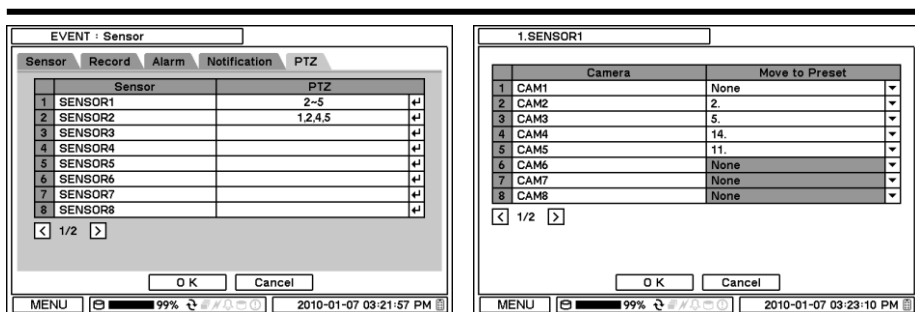 EVENT : Sensor
Sensor Record Alarm Notification PTZ
Sensor PTZ
1 SENSOR1 2~5
2 SENSOR2 1,2,4,5
3 SENSOR3
4 SENSOR4
5 SENSOR5
6 SENSOR6
7 SENSOR7
8 SENSOR8
< 1/2 >
OK Cancel
MENU 99% 2010-01-07 03:21:57 PM
1.SENSOR1
Camera Move to Preset
1 CAM1 None
2 CAM2 2.
3 CAM3 5.
4 CAM4 14.
5 CAM5 11.
6 CAM6 None
7 CAM7 None
8 CAM8 None
< 1/2 >
OK Cancel
MENU 99% 2010-01-07 03:23:10 PM